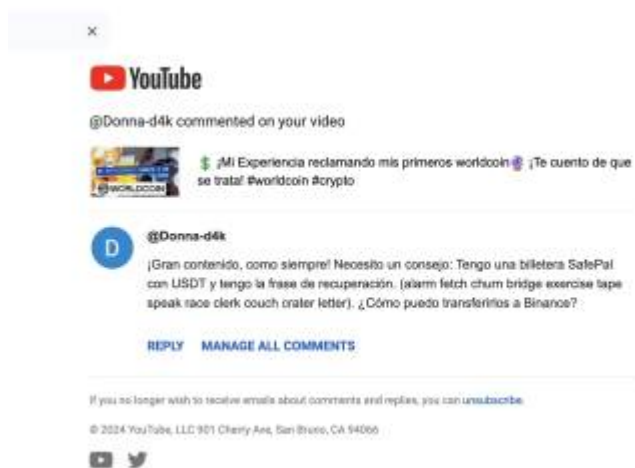 YouTube
@Donna-d4k commented on your video
💲 ¡Mi Experiencia reclamando mis primeros worldcoin🔮 ¡Te cuento de que
se trata! #worldcoin #crypto
WORLDCOIN
D
@Donna-d4k
¡Gran contenido, como siempre! Necesito un consejo: Tengo una billetera SafePal
con USDT y tengo la frase de recuperación. (alarm fetch churn bridge exercise tape
speak race clerk couch crater letter). ¿Cómo puedo transferirlos a Binance?
REPLY MANAGE ALL COMMENTS
If you no longer wish to receive emails about comments and replies, you can unsubscribe.
© 2024 YouTube, LLC 901 Cherry Ave, San Bruno, CA 94066